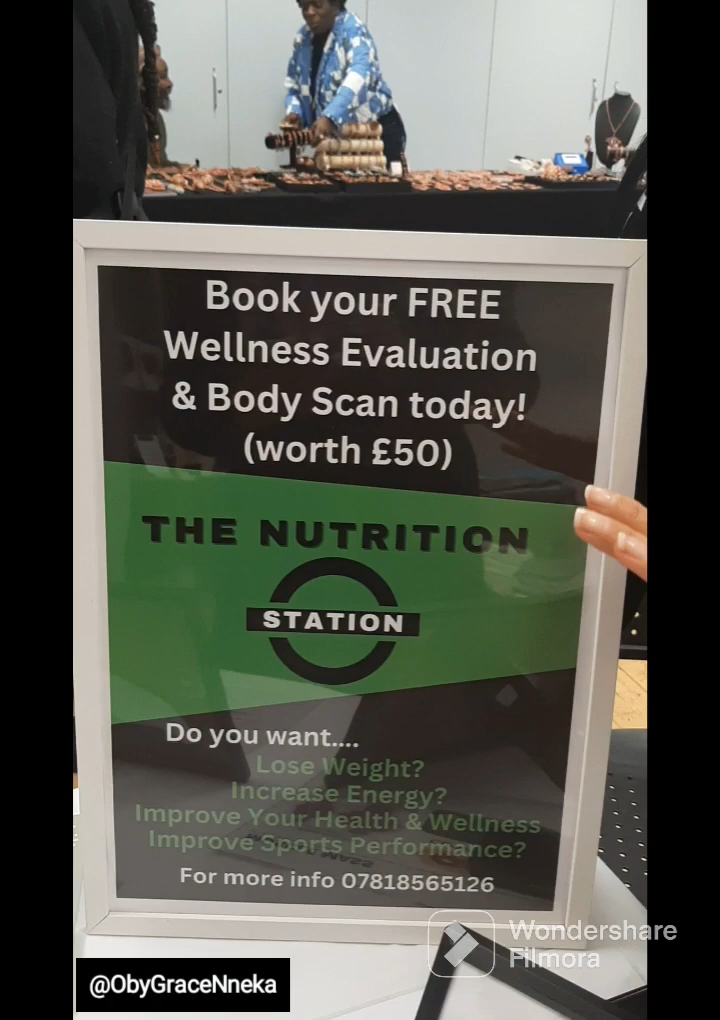 Book your FREE
Wellness Evaluation
& Body Scan today!
(worth £50)
THE NUTRITION
STATION
Do you want....
Lose Weight?
Increase Energy?
Improve Your Health & Wellness
Improve Sports Performance?
For more info 07818565126
Wondershare
Filmora
@ObyGraceNneka